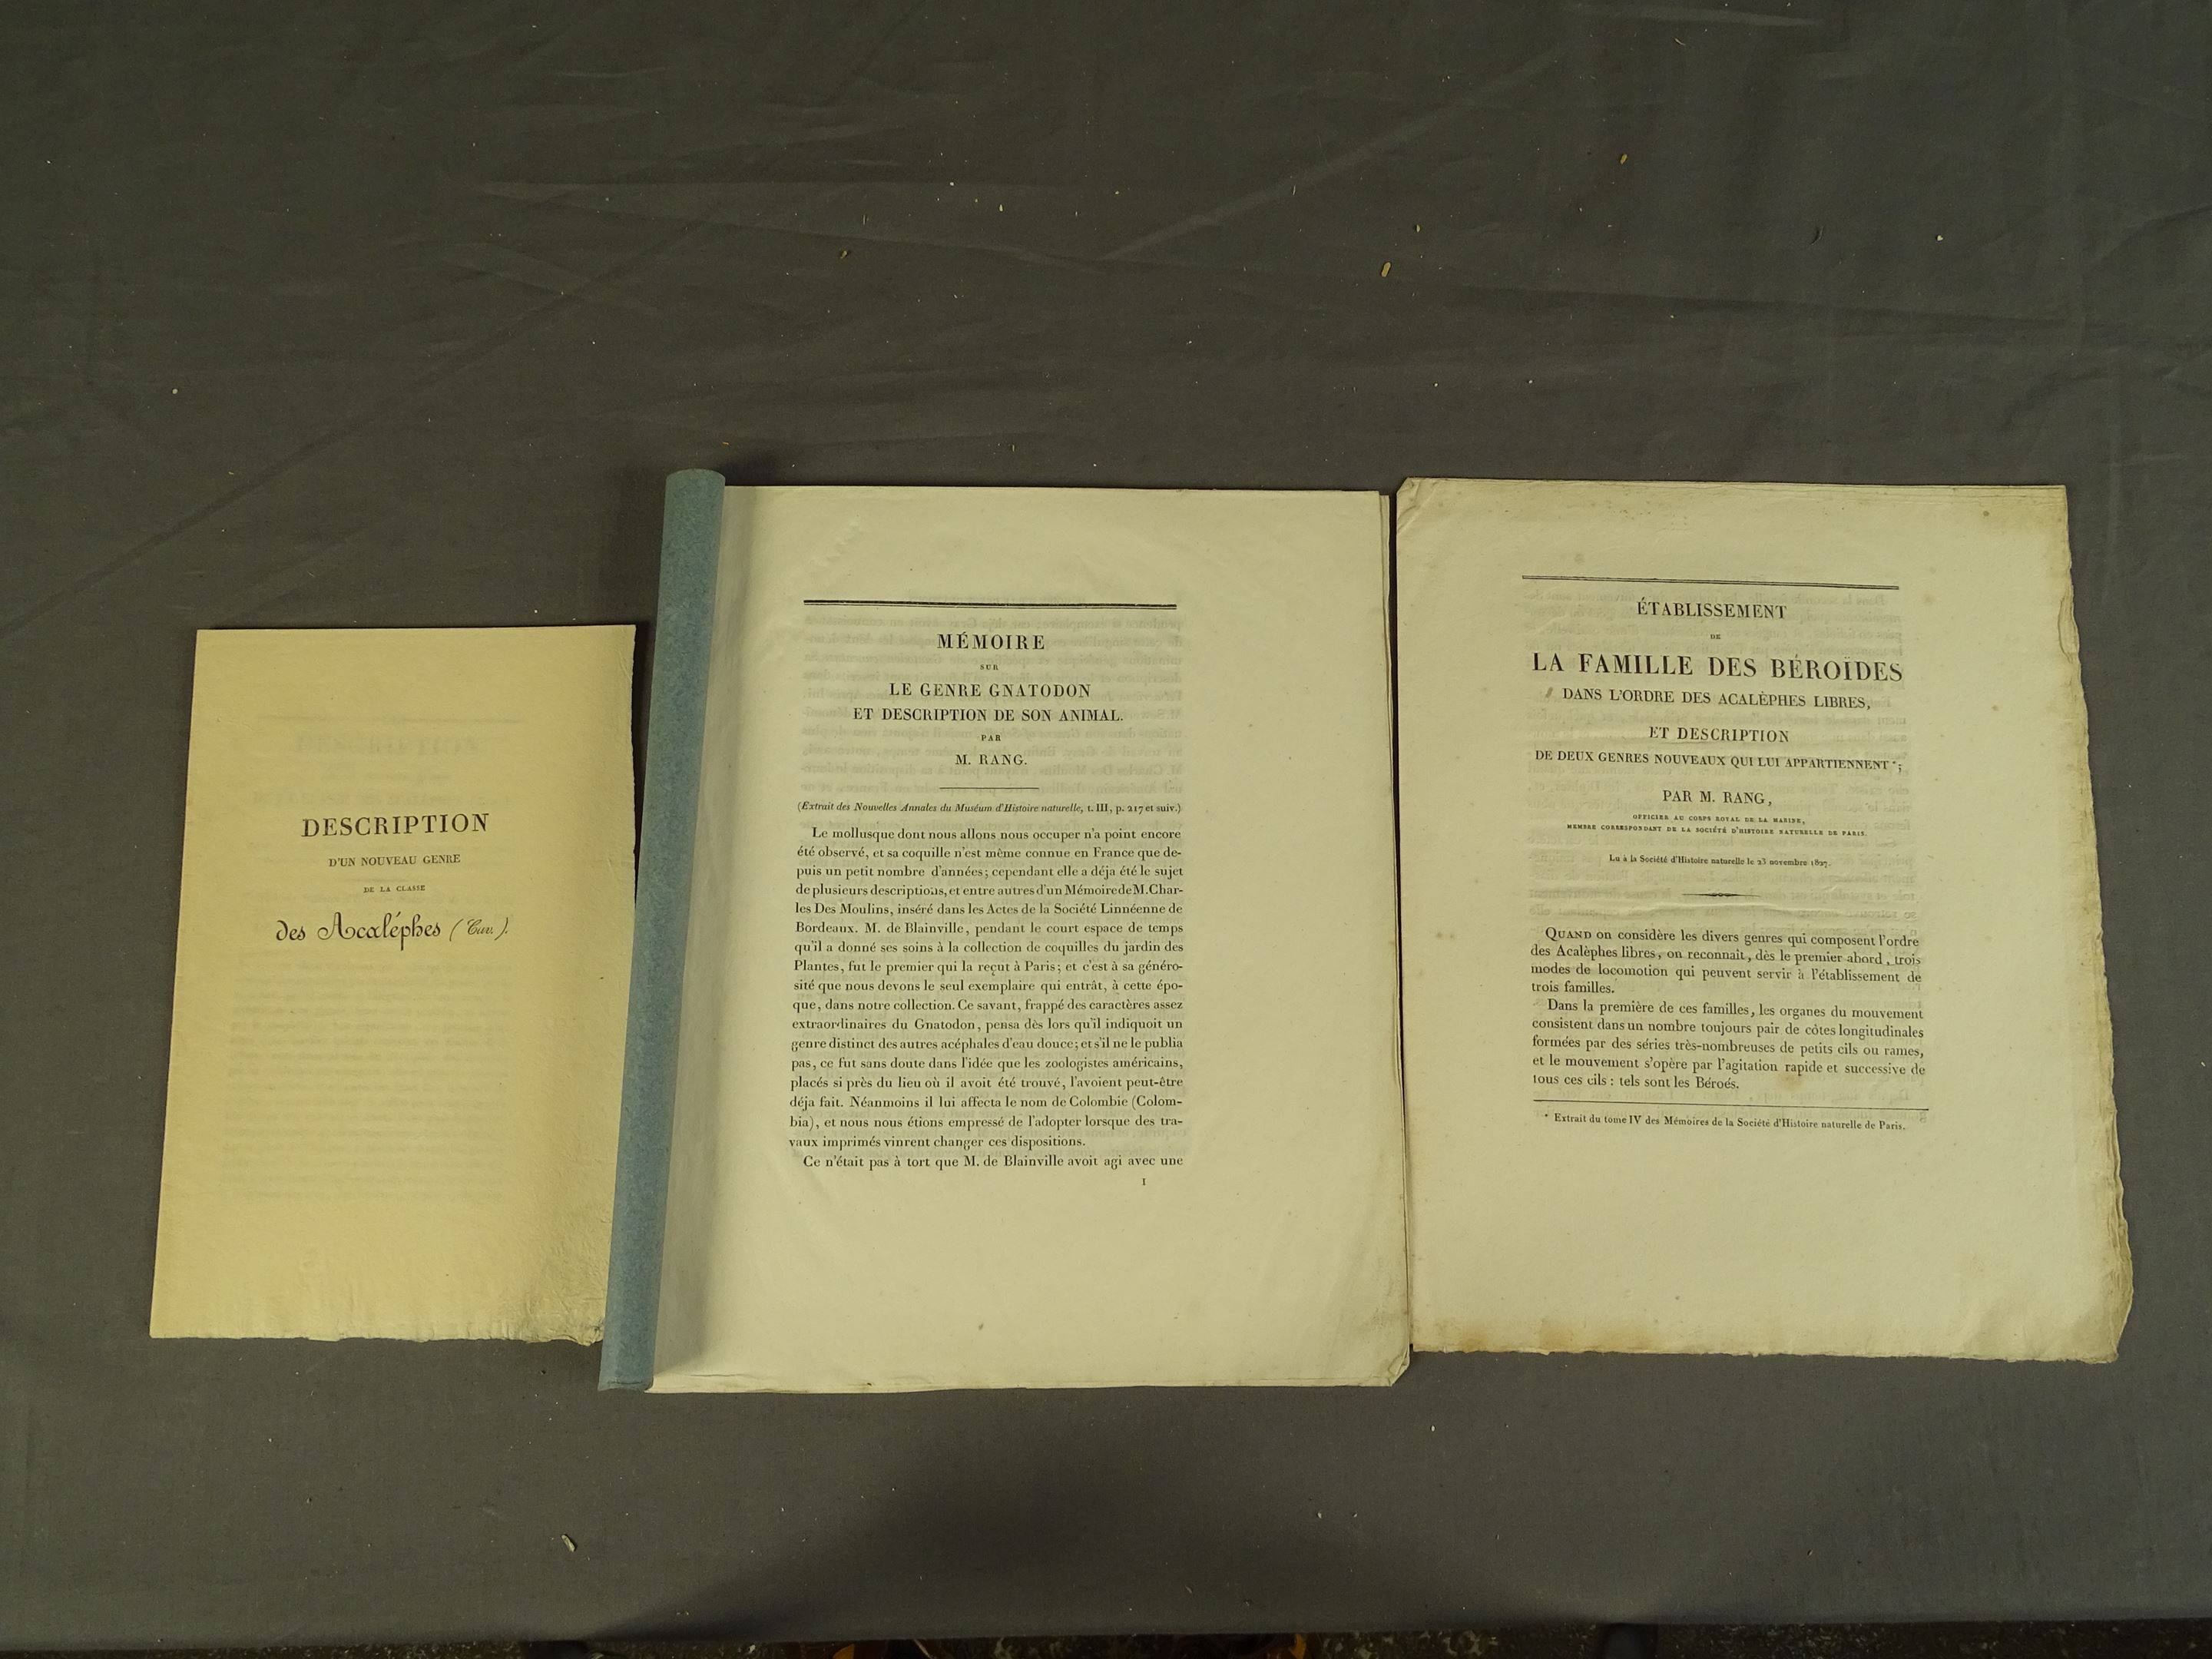 DESCRIPTION
D'UN NOUVEAU GENRE
DE LA CLASSE
des Acalèphes (Cuv.).
MÉMOIRE
SUR
LE GENRE GNATODON
ET DESCRIPTION DE SON ANIMAL.
PAR
M. RANG.
(Extrait des Nouvelles Annales du Muséum d'Histoire naturelle, t. III, p. 217 et suiv.)
Le mollusque dont nous allons nous occuper n'a point encore
été observé, et sa coquille n'est même connue en France que de-
puis un petit nombre d'années; cependant elle a déja été le sujet
de plusieurs descriptions, et entre autres d'un Mémoire de M. Char-
les Des Moulins, inséré dans les Actes de la Société Linnéenne de
Bordeaux. M. de Blainville, pendant le court espace de temps
qu'il a donné ses soins à la collection de coquilles du jardin des
Plantes, fut le premier qui la reçut à Paris; et c'est à sa généro-
sité que nous devons le seul exemplaire qui entrât, à cette épo-
que, dans notre collection. Ce savant, frappé des caractères assez
extraordinaires du Gnatodon, pensa dès lors qu'il indiquoit un
genre distinct des autres acéphales d'eau douce; et s'il ne le publia
pas, ce fut sans doute dans l'idée que les zoologistes américains,
placés si près du lieu où il avoit été trouvé, l'avoient peut-être
déja fait. Néanmoins il lui affecta le nom de Colombie (Colom-
bia), et nous nous étions empressé de l'adopter lorsque des tra-
vaux imprimés vinrent changer ces dispositions.
Ce n'était pas à tort que M. de Blainville avoit agi avec une
1
ÉTABLISSEMENT
DE
LA FAMILLE DES BÉROÏDES
DANS L'ORDRE DES ACALÈPHES LIBRES,
ET DESCRIPTION
DE DEUX GENRES NOUVEAUX QUI LUI APPARTIENNENT *;
PAR M. RANG,
OFFICIER AU CORPS ROYAL DE LA MARINE,
MEMBRE CORRESPONDANT DE LA SOCIÉTÉ D'HISTOIRE NATURELLE DE PARIS.
Lu à la Société d'Histoire naturelle le 23 novembre 1827.
QUAND on considère les divers genres qui composent l'ordre
des Acalèphes libres, on reconnait, dès le premier abord, trois
modes de locomotion qui peuvent servir à l'établissement de
trois familles.
Dans la première de ces familles, les organes du mouvement
consistent dans un nombre toujours pair de côtes longitudinales
formées par des séries très-nombreuses de petits cils ou rames,
et le mouvement s'opère par l'agitation rapide et successive de
tous ces cils : tels sont les Béroés.
* Extrait du tome IV des Mémoires de la Société d'Histoire naturelle de Paris.